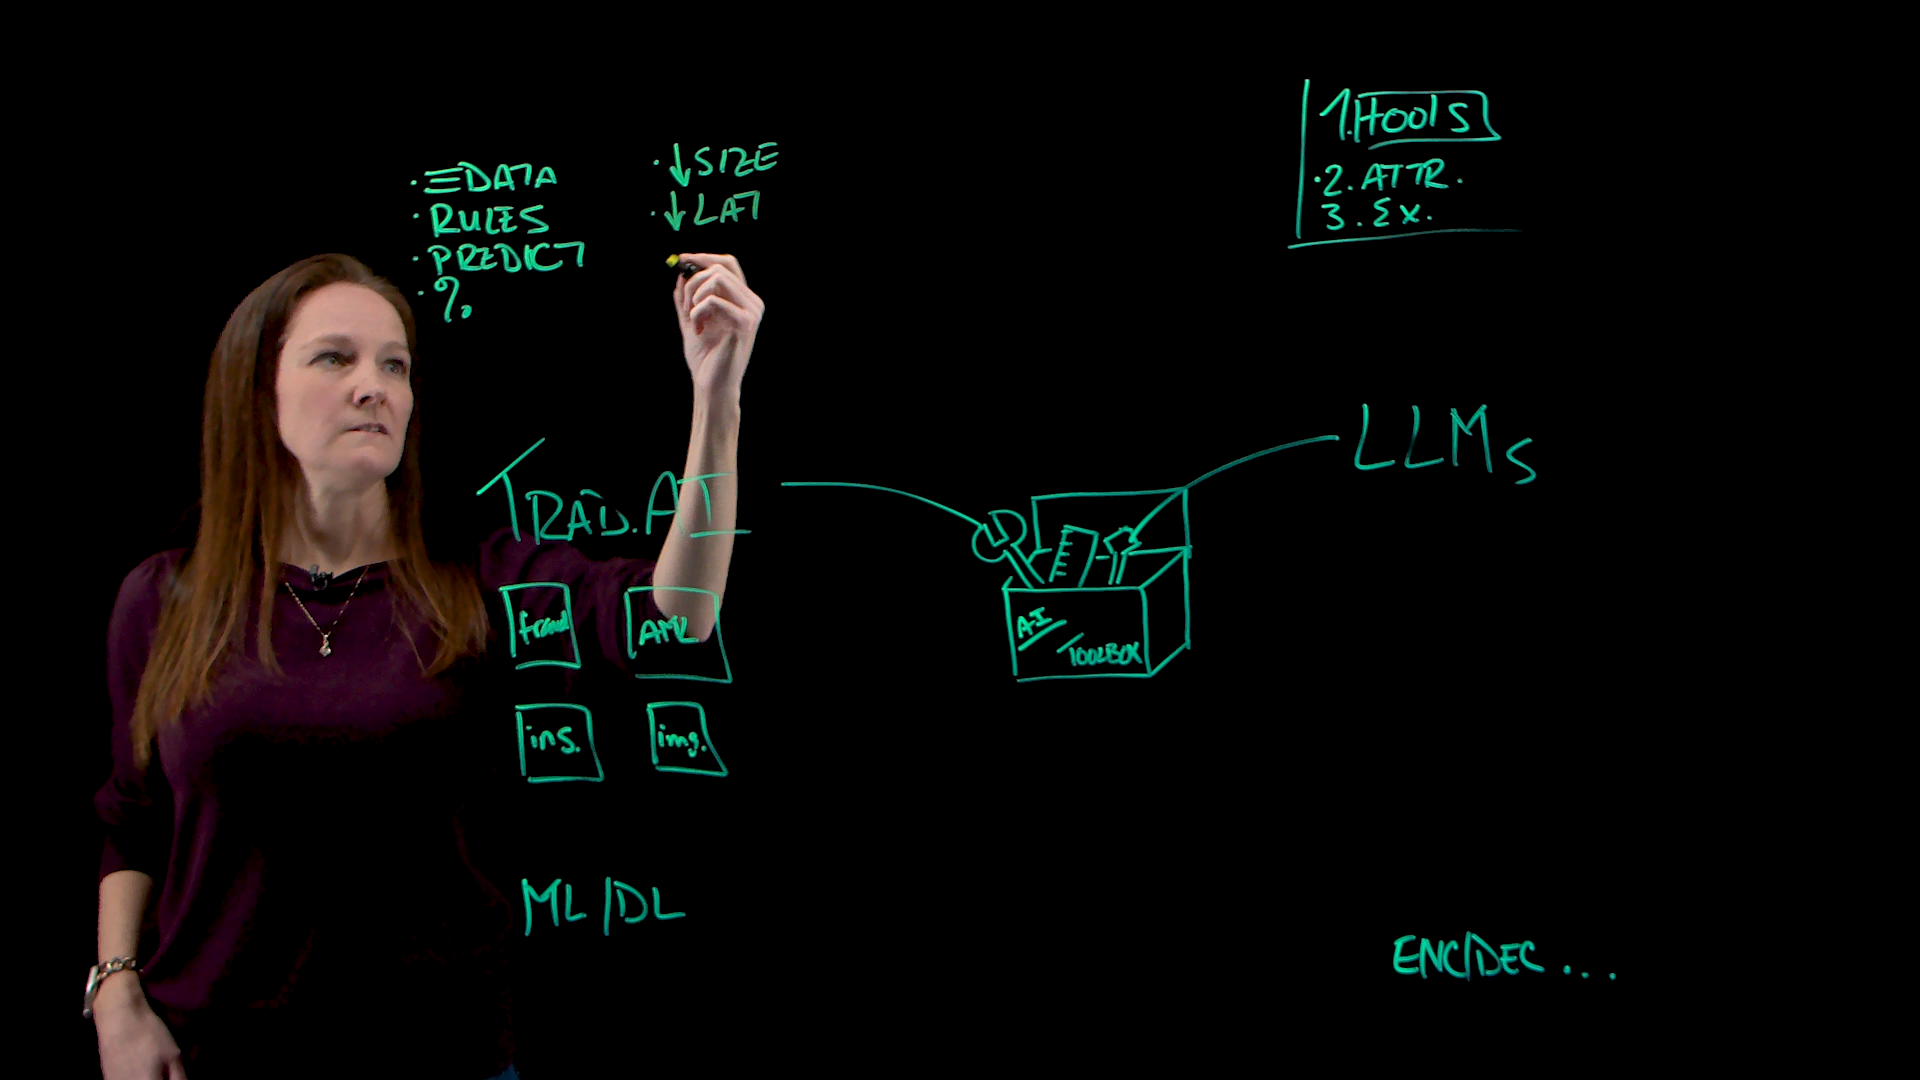 DATA
RULES
PREDICT
%
↓ SIZE
↓ LAT
1. tools
2. ATTR.
3. EX.
TRAD. AI
LLMs
fraud
AML
ins.
img.
AI
TOOLBOX
ML/DL
ENC/DEC...